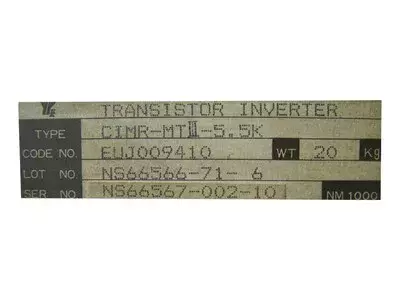 TRANSISTOR INVERTER
TYPE CIMR-MTIII-5.5K
CODE NO. EUJ009410 WT 20 Kg
LOT NO. NS66566-71- 6
SER. NO. NS66567-002-10 NM 1000